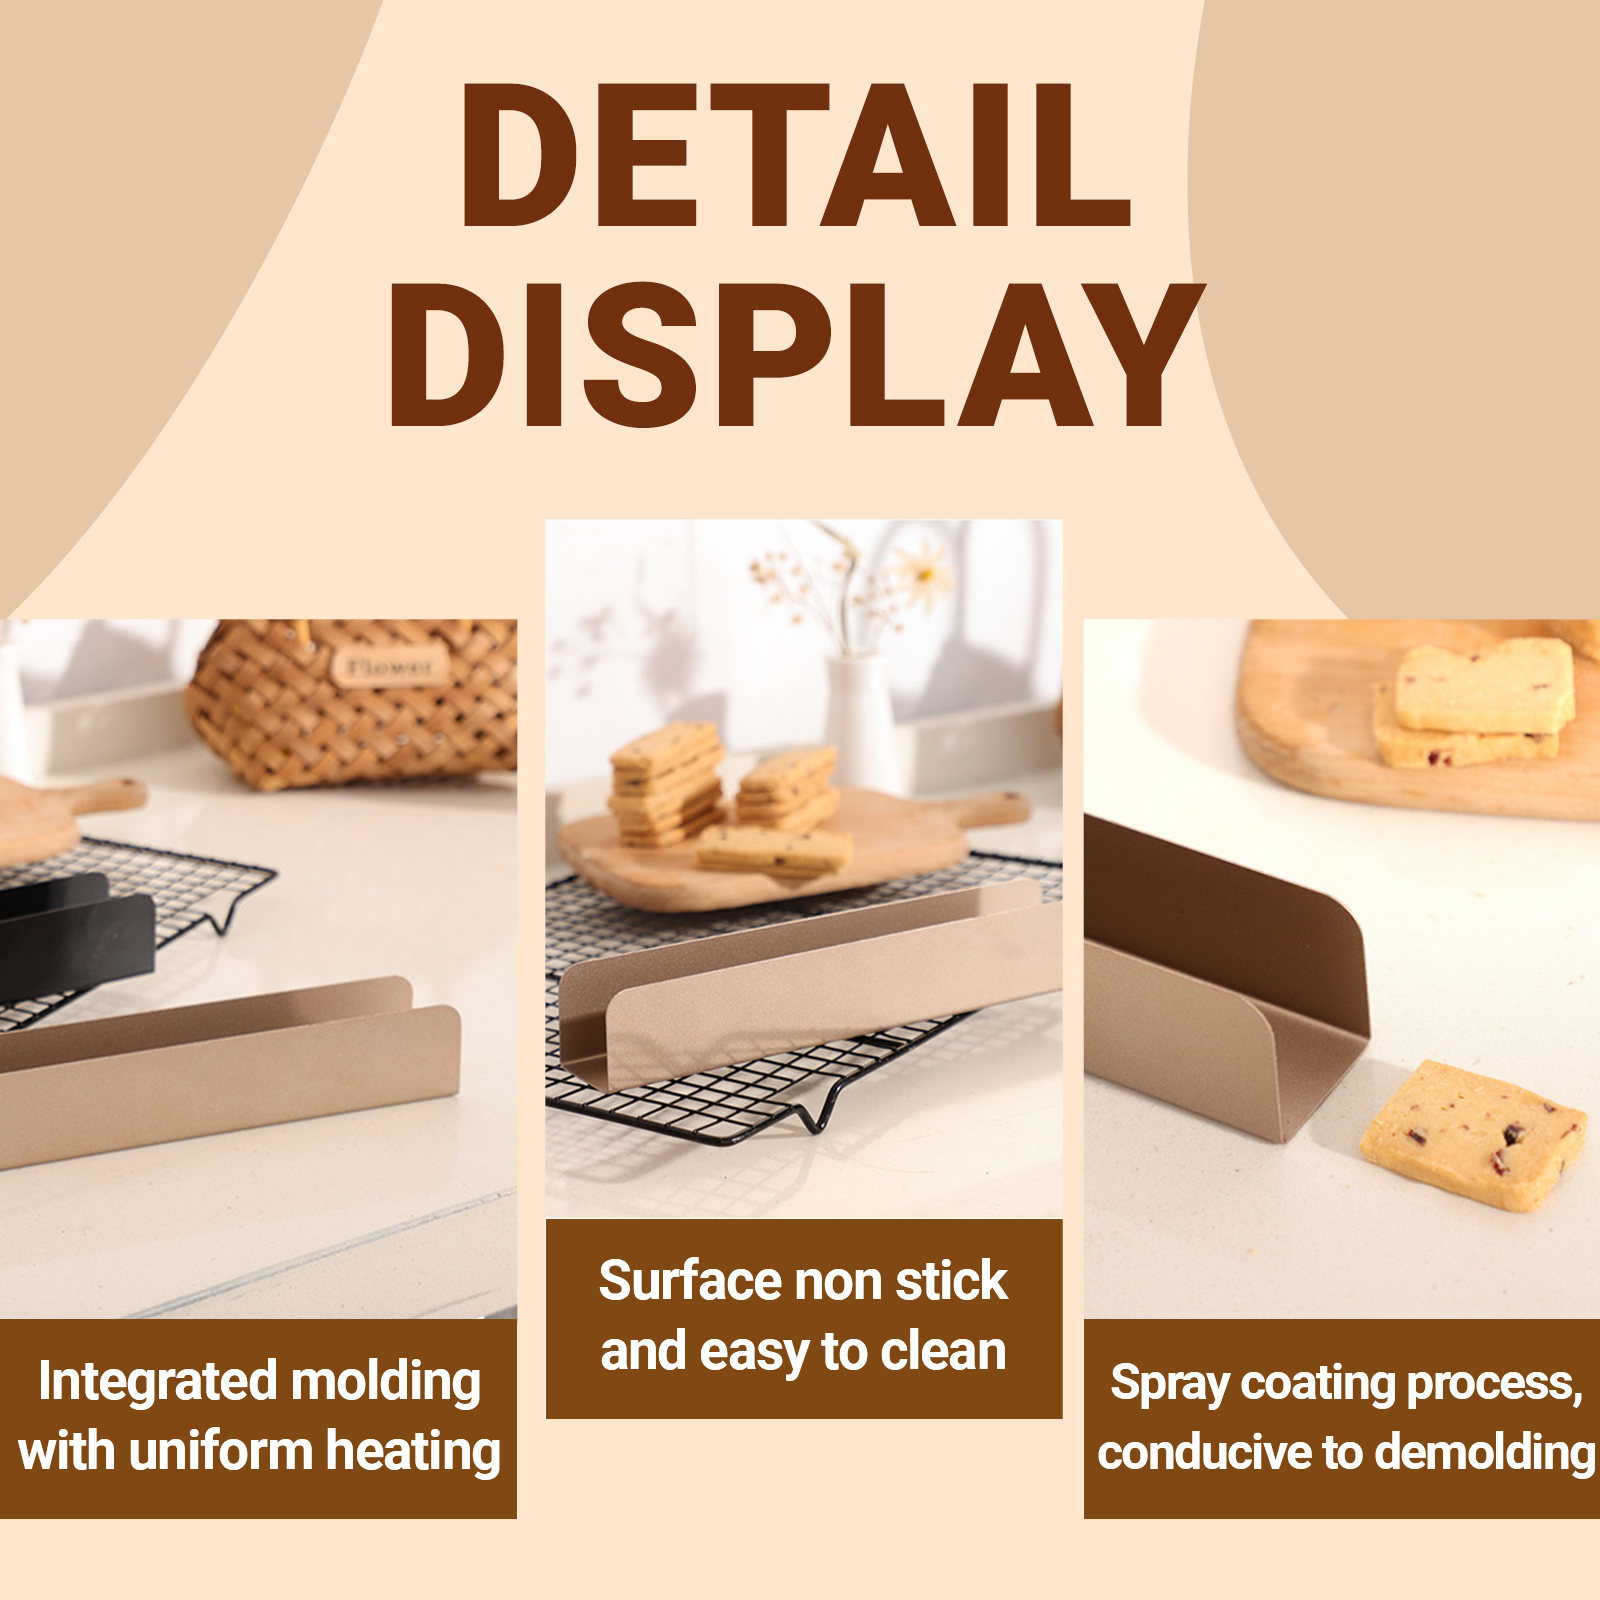 DETAIL
DISPLAY
Flower
Integrated molding
with uniform heating
Surface non stick
and easy to clean
Spray coating process,
conducive to demolding